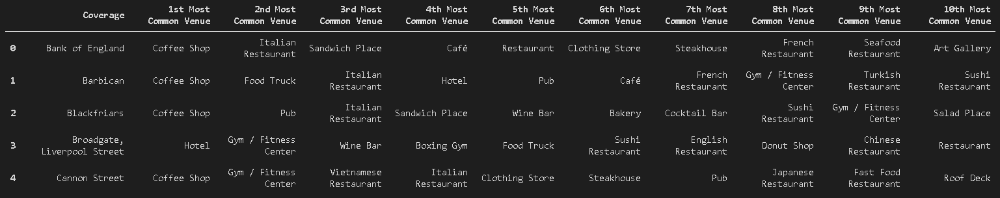 Coverage 1st Most Common Venue 2nd Most Common Venue 3rd Most Common Venue 4th Most Common Venue 5th Most Common Venue 6th Most Common Venue 7th Most Common Venue 8th Most Common Venue 9th Most Common Venue 10th Most Common Venue
0 Bank of England Coffee Shop Italian Restaurant Sandwich Place Café Restaurant Clothing Store Steakhouse French Restaurant Seafood Restaurant Art Gallery
1 Barbican Coffee Shop Food Truck Italian Restaurant Hotel Pub Café French Restaurant Gym / Fitness Center Turkish Restaurant Sushi Restaurant
2 Blackfriars Coffee Shop Pub Italian Restaurant Sandwich Place Wine Bar Bakery Cocktail Bar Sushi Restaurant Gym / Fitness Center Salad Place
3 Broadgate, Liverpool Street Hotel Gym / Fitness Center Wine Bar Boxing Gym Food Truck Sushi Restaurant English Restaurant Donut Shop Chinese Restaurant Restaurant
4 Cannon Street Coffee Shop Gym / Fitness Center Vietnamese Restaurant Italian Restaurant Clothing Store Steakhouse Pub Japanese Restaurant Fast Food Restaurant Roof Deck